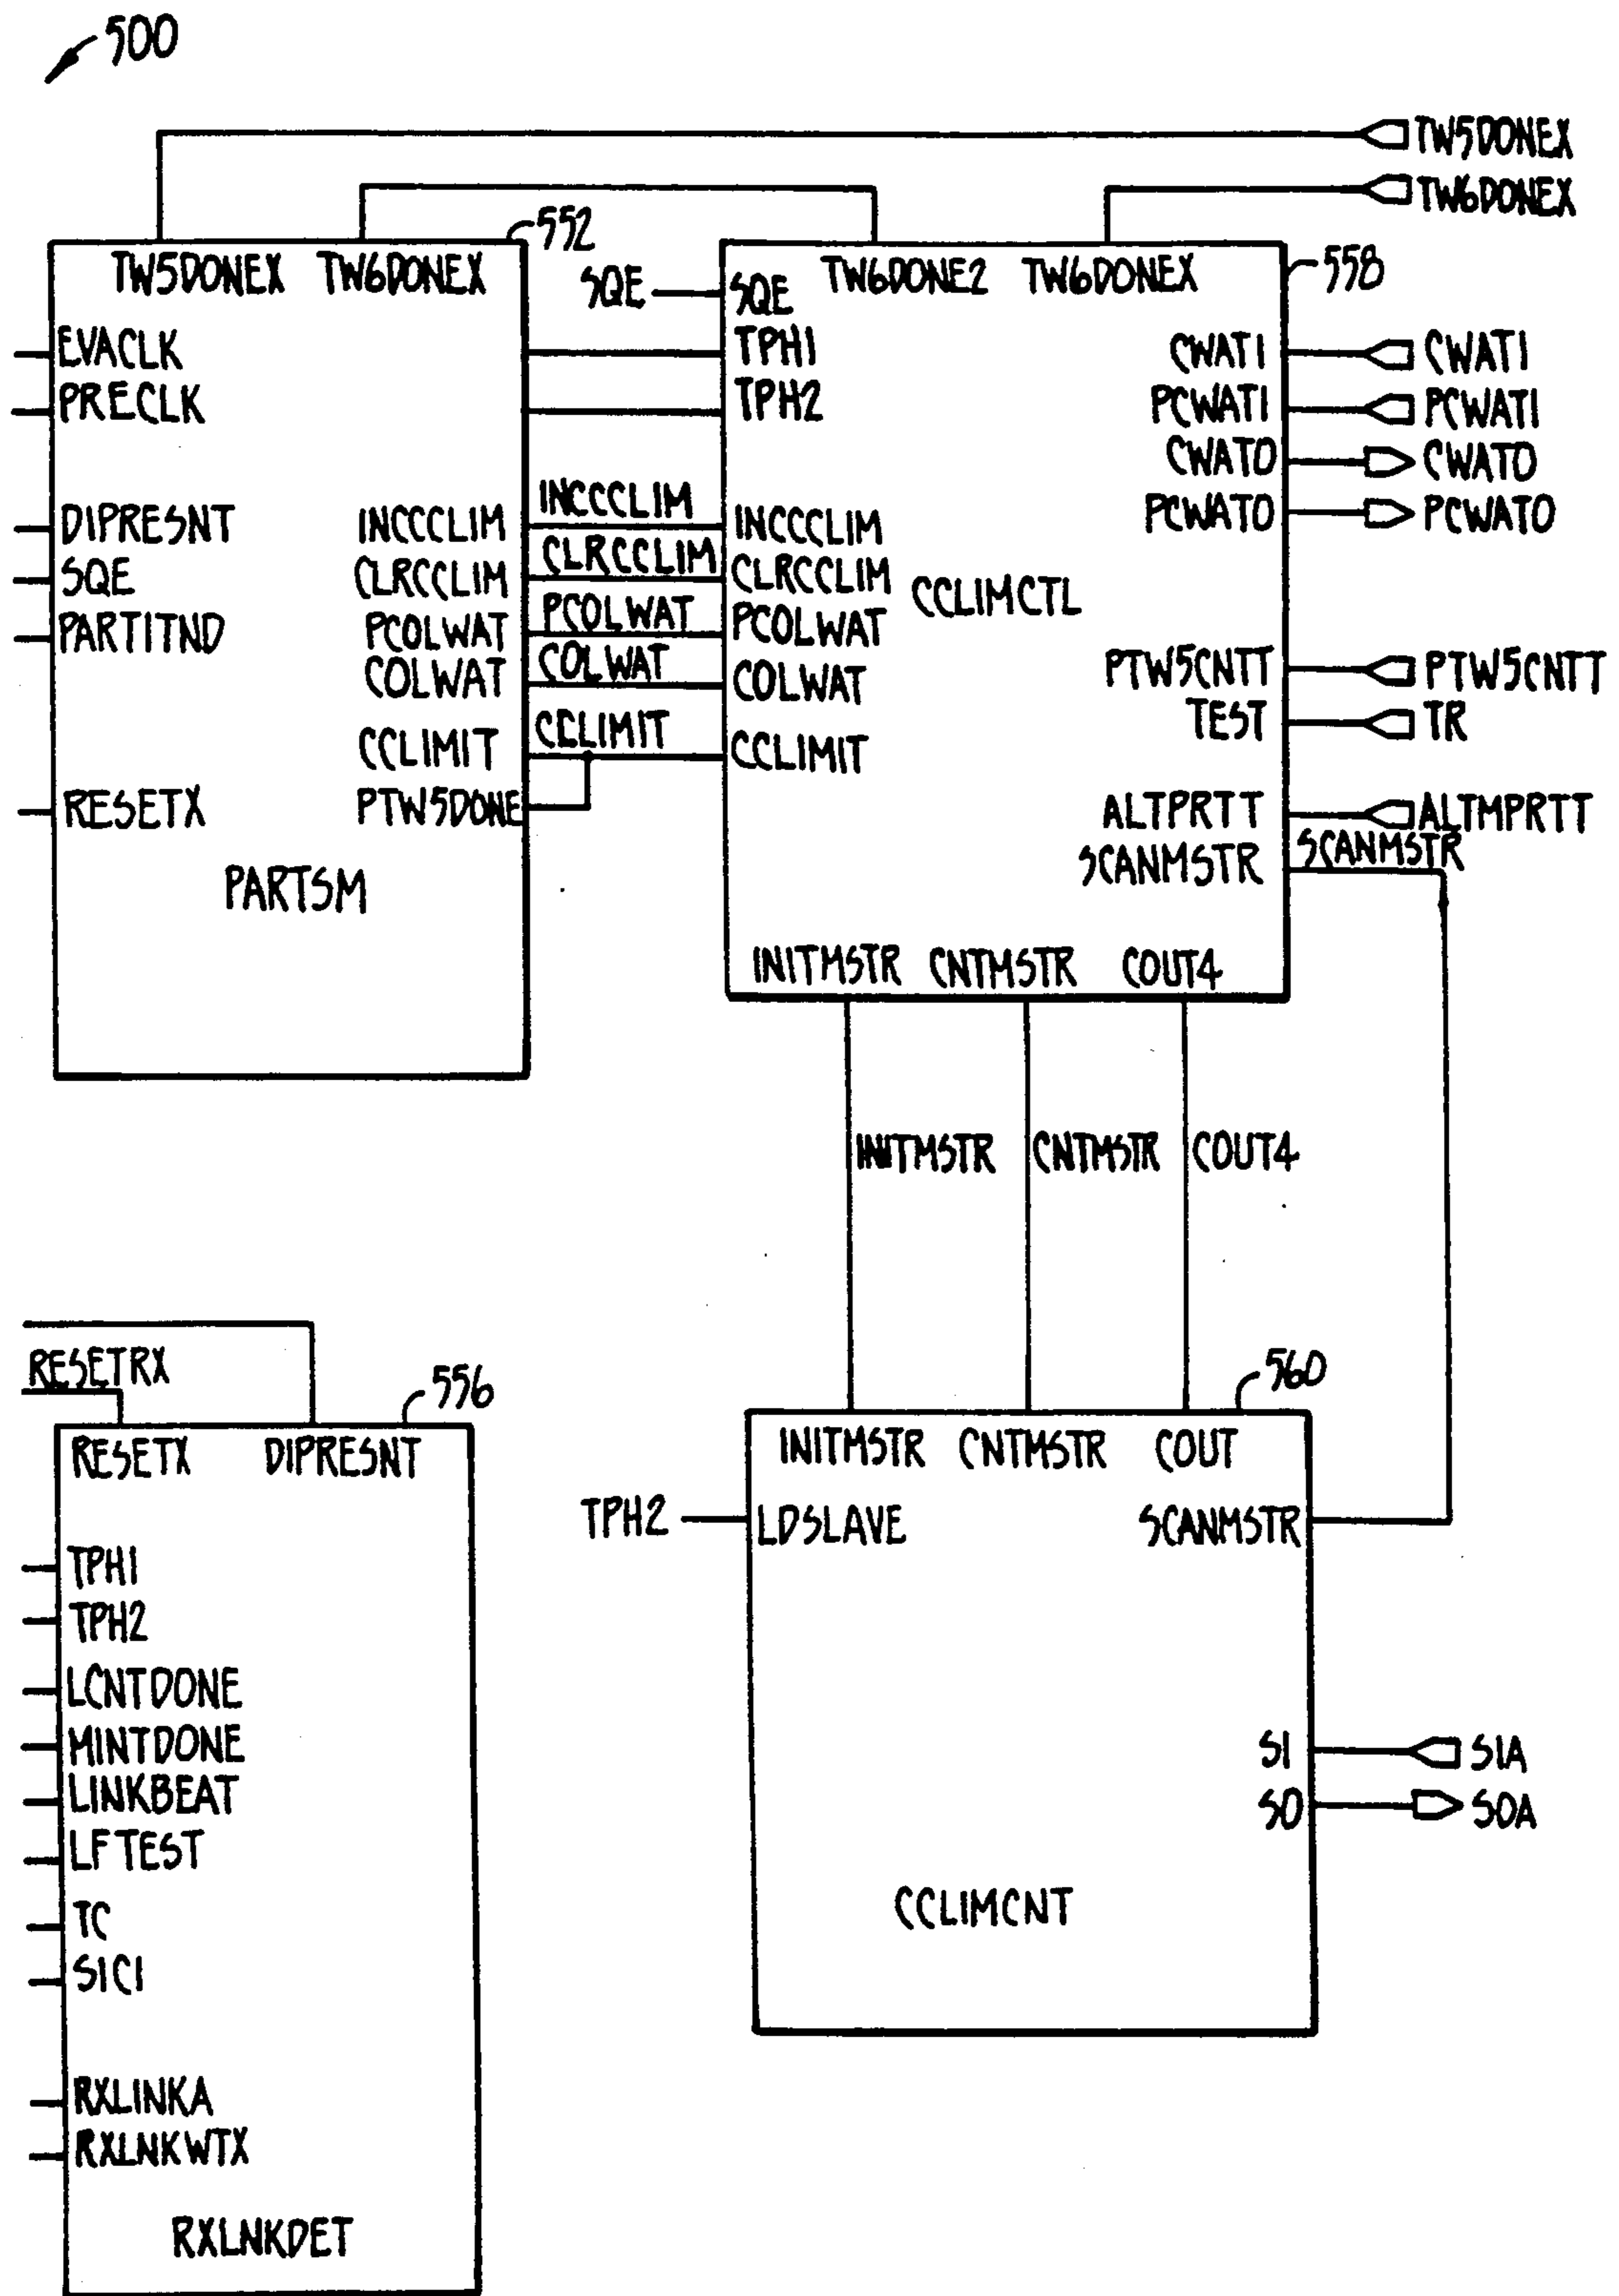 500
TW5DONEX
TW6DONEX
552
558
TW5DONEX TW6DONEX
SQE
TW6DONE2 TW6DONEX
SQE
EVACLK
TPH1
CWATI
CWATI
PRECLK
TPH2
PCWATI
PCWATI
CWATO
CWATO
PCWATO
PCWATO
DIPRESNT
INCCCLIM
INCCCLIM
INCCCLIM
SQE
CLRCCLIM
CLRCCLIM
CLRCCLIM
CCLIMCTL
PARTITND
PCOLWAT
PCOLWAT
PCOLWAT
COLWAT
COLWAT
COLWAT
PTW5CNTT
PTW5CNTT
TEST
TR
CCLIMIT
CCLIMIT
CCLIMIT
RESETX
PTW5DONE
ALTPRTT
ALTMPRTT
SCANMSTR
SCANMSTR
PARTSM
INITMSTR CNTMSTR COUT4
INITMSTR CNTMSTR COUT4
RESETRX
556
560
RESETX DIPRESNT
INITMSTR CNTMSTR COUT
TPH2
LDSLAVE
SCANMSTR
TPH1
TPH2
LCNTDONE
MINTDONE
LINKBEAT
LFTEST
TC
SICI
SI
SIA
SO
SOA
CCLIMCNT
RXLINKA
RXLNKWTX
RXLNKDET